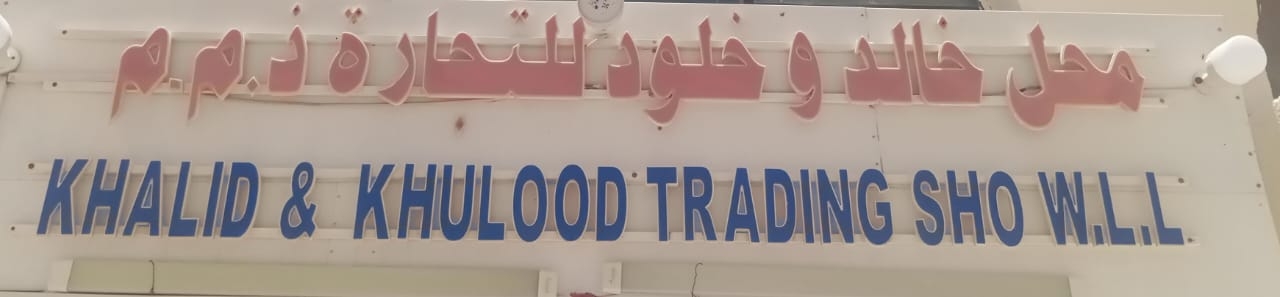 محل خالد و خلود للتجارة ذ.م.م
KHALID & KHULOOD TRADING SHO W.L.L